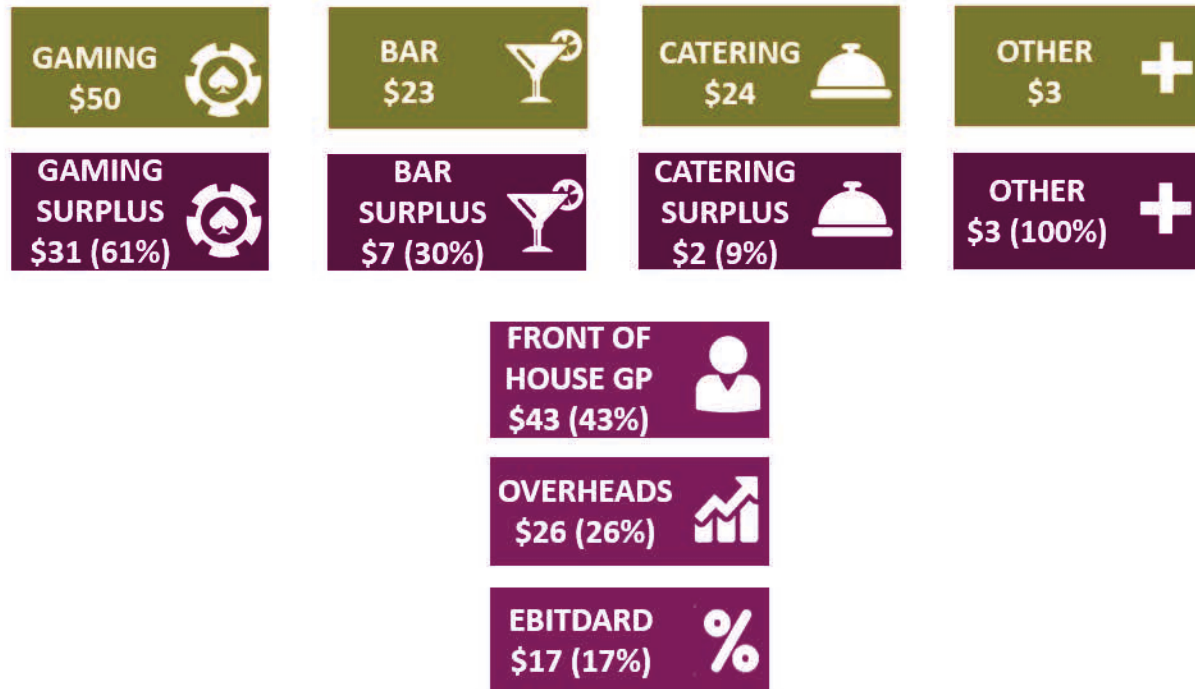 GAMING
$50
BAR
$23
CATERING
$24
OTHER
$3
GAMING
SURPLUS
$31 (61%)
BAR
SURPLUS
$7 (30%)
CATERING
SURPLUS
$2 (9%)
OTHER
$3 (100%)
FRONT OF
HOUSE GP
$43 (43%)
OVERHEADS
$26 (26%)
EBITDARD
$17 (17%)
%